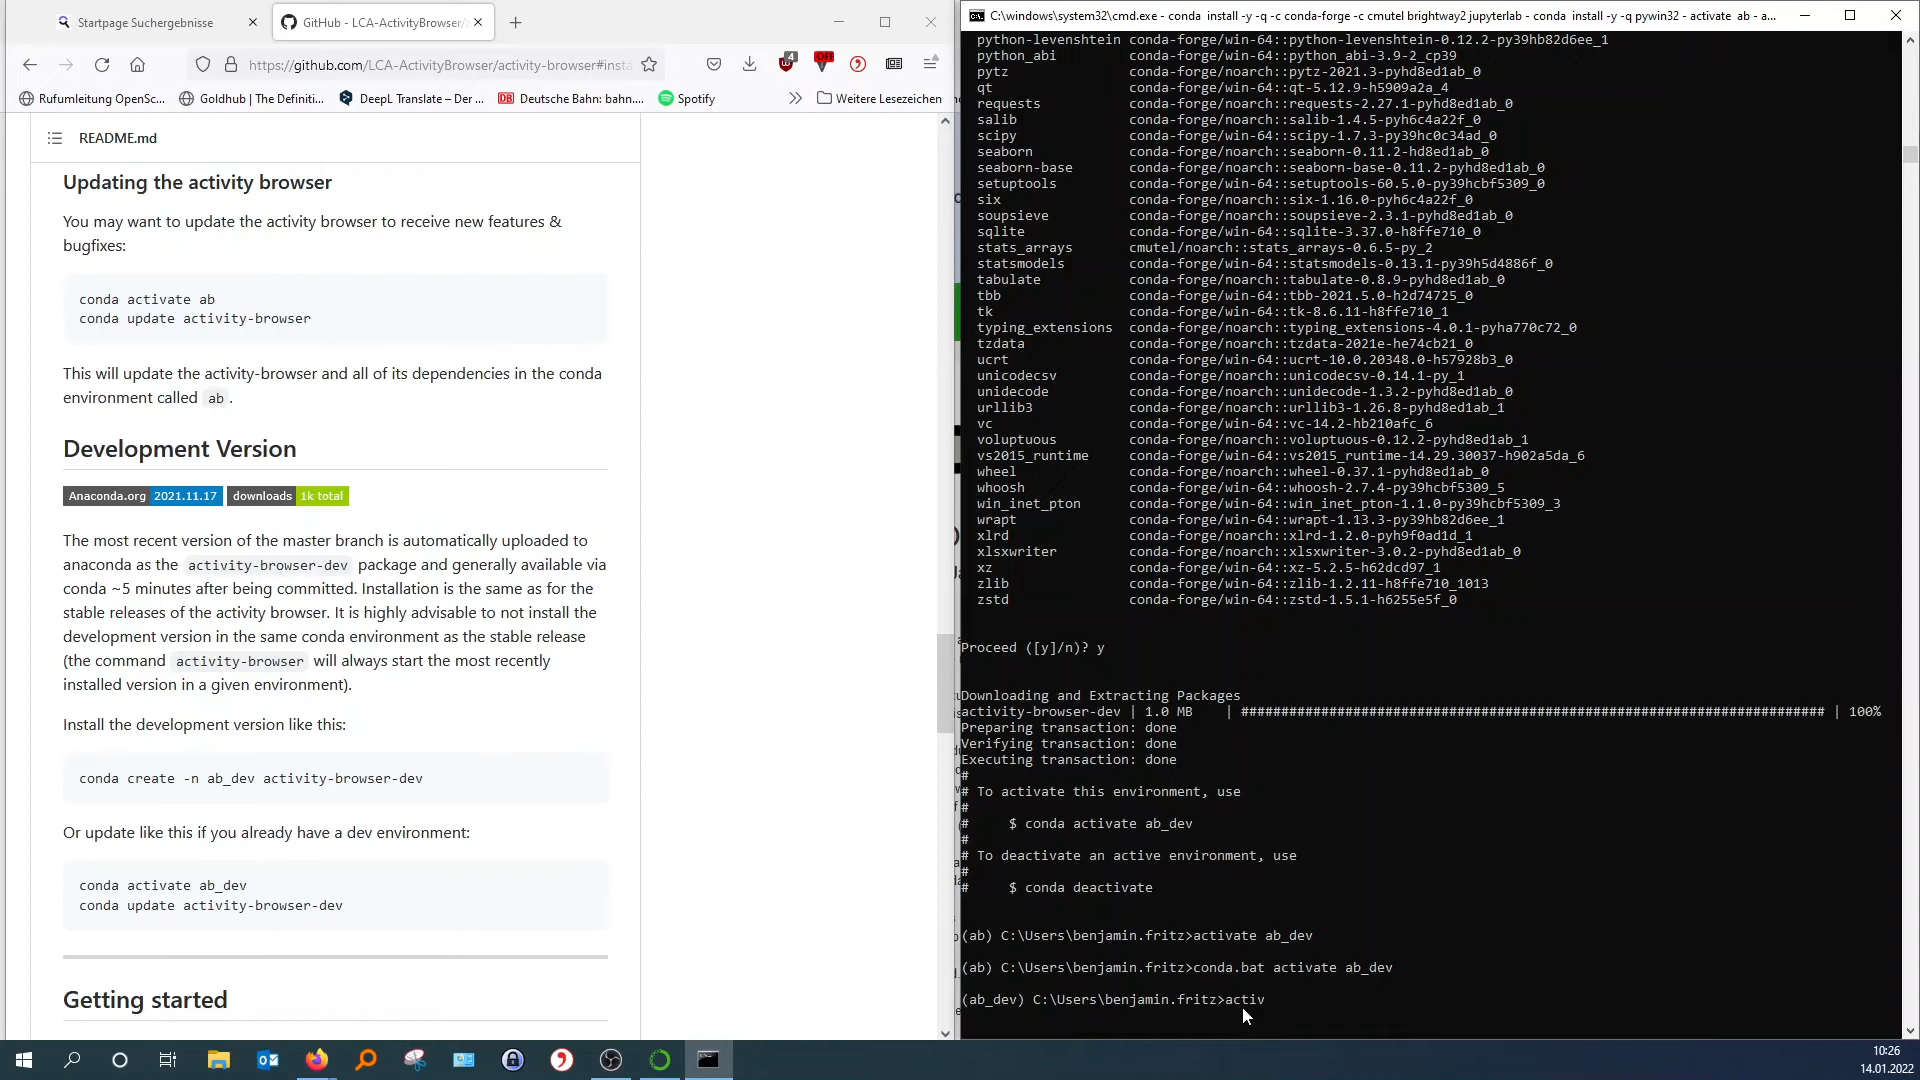 Startpage Suchergebnisse
GitHub - LCA-ActivityBrowser/a
https://github.com/LCA-ActivityBrowser/activity-browser#insta
4
OFF
Rufumleitung OpenSc...
Goldhub | The Definiti...
DeepL Translate – Der ...
DB Deutsche Bahn: bahn....
Spotify
Weitere Lesezeichen
README.md
Updating the activity browser
You may want to update the activity browser to receive new features &
bugfixes:
conda activate ab
conda update activity-browser
This will update the activity-browser and all of its dependencies in the conda
environment called ab.
Development Version
Anaconda.org 2021.11.17 downloads 1k total
The most recent version of the master branch is automatically uploaded to
anaconda as the activity-browser-dev package and generally available via
conda ~5 minutes after being committed. Installation is the same as for the
stable releases of the activity browser. It is highly advisable to not install the
development version in the same conda environment as the stable release
(the command activity-browser will always start the most recently
installed version in a given environment).
Install the development version like this:
conda create -n ab_dev activity-browser-dev
Or update like this if you already have a dev environment:
conda activate ab_dev
conda update activity-browser-dev
Getting started
C:\windows\system32\cmd.exe - conda install -y -q -c conda-forge -c cmutel brightway2 jupyterlab - conda install -y -q pywin32 - activate ab - a...
python-levenshtein conda-forge/win-64::python-levenshtein-0.12.2-py39hb82d6ee_1
python_abi conda-forge/win-64::python_abi-3.9-2_cp39
pytz conda-forge/noarch::pytz-2021.3-pyhd8ed1ab_0
qt conda-forge/win-64::qt-5.12.9-h5909a2a_4
requests conda-forge/noarch::requests-2.27.1-pyhd8ed1ab_0
salib conda-forge/noarch::salib-1.4.5-pyh6c4a22f_0
scipy conda-forge/win-64::scipy-1.7.3-py39hc0c34ad_0
seaborn conda-forge/noarch::seaborn-0.11.2-hd8ed1ab_0
seaborn-base conda-forge/noarch::seaborn-base-0.11.2-pyhd8ed1ab_0
setuptools conda-forge/win-64::setuptools-60.5.0-py39hcbf5309_0
six conda-forge/noarch::six-1.16.0-pyh6c4a22f_0
soupsieve conda-forge/noarch::soupsieve-2.3.1-pyhd8ed1ab_0
sqlite conda-forge/win-64::sqlite-3.37.0-h8ffe710_0
stats_arrays cmutel/noarch::stats_arrays-0.6.5-py_2
statsmodels conda-forge/win-64::statsmodels-0.13.1-py39h5d4886f_0
tabulate conda-forge/noarch::tabulate-0.8.9-pyhd8ed1ab_0
tbb conda-forge/win-64::tbb-2021.5.0-h2d74725_0
tk conda-forge/win-64::tk-8.6.11-h8ffe710_1
typing_extensions conda-forge/noarch::typing_extensions-4.0.1-pyha770c72_0
tzdata conda-forge/noarch::tzdata-2021e-he74cb21_0
ucrt conda-forge/win-64::ucrt-10.0.20348.0-h57928b3_0
unicodecsv conda-forge/noarch::unicodecsv-0.14.1-py_1
unidecode conda-forge/noarch::unidecode-1.3.2-pyhd8ed1ab_0
urllib3 conda-forge/noarch::urllib3-1.26.8-pyhd8ed1ab_1
vc conda-forge/win-64::vc-14.2-hb210afc_6
voluptuous conda-forge/noarch::voluptuous-0.12.2-pyhd8ed1ab_1
vs2015_runtime conda-forge/win-64::vs2015_runtime-14.29.30037-h902a5da_6
wheel conda-forge/noarch::wheel-0.37.1-pyhd8ed1ab_0
whoosh conda-forge/win-64::whoosh-2.7.4-py39hcbf5309_5
win_inet_pton conda-forge/win-64::win_inet_pton-1.1.0-py39hcbf5309_3
wrapt conda-forge/win-64::wrapt-1.13.3-py39hb82d6ee_1
xlrd conda-forge/noarch::xlrd-1.2.0-pyh9f0ad1d_1
xlsxwriter conda-forge/noarch::xlsxwriter-3.0.2-pyhd8ed1ab_0
xz conda-forge/win-64::xz-5.2.5-h62dcd97_1
zlib conda-forge/win-64::zlib-1.2.11-h8ffe710_1013
zstd conda-forge/win-64::zstd-1.5.1-h6255e5f_0
Proceed ([y]/n)? y
Downloading and Extracting Packages
activity-browser-dev | 1.0 MB | ######################################################################### | 100%
Preparing transaction: done
Verifying transaction: done
Executing transaction: done
#
# To activate this environment, use
#
# $ conda activate ab_dev
#
# To deactivate an active environment, use
#
# $ conda deactivate
(ab) C:\Users\benjamin.fritz>activate ab_dev
(ab) C:\Users\benjamin.fritz>conda.bat activate ab_dev
(ab_dev) C:\Users\benjamin.fritz>activ
10:26
14.01.2022